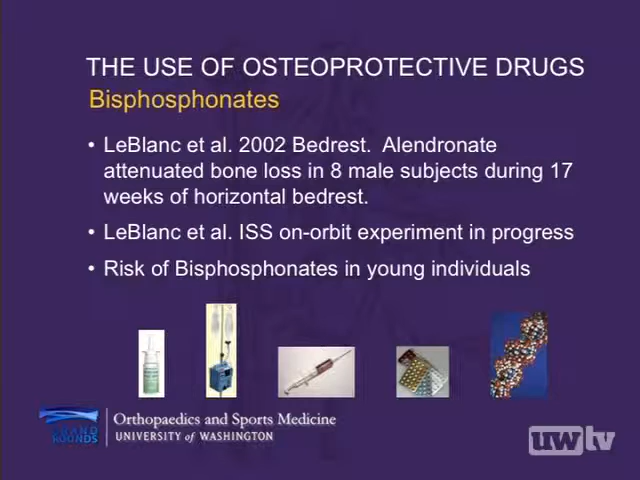 THE USE OF OSTEOPROTECTIVE DRUGS
Bisphosphonates
• LeBlanc et al. 2002 Bedrest. Alendronate
attenuated bone loss in 8 male subjects during 17
weeks of horizontal bedrest.
• LeBlanc et al. ISS on-orbit experiment in progress
• Risk of Bisphosphonates in young individuals
GRAND
ROUNDS
Orthopaedics and Sports Medicine
UNIVERSITY of WASHINGTON
uwtv